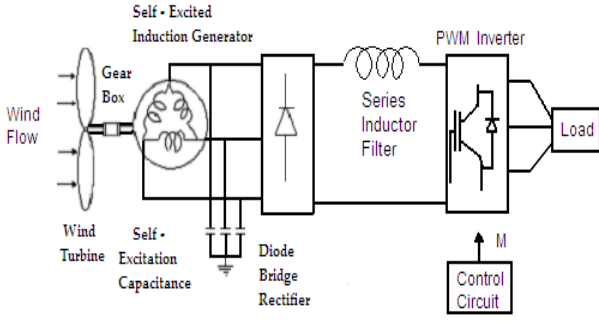 Self - Excited
Induction Generator
PWM Inverter
Gear
Box
Wind
Flow
Series
Inductor
Filter
Load
Wind
Turbine
Self -
Excitation
Capacitance
Diode
Bridge
Rectifier
M
Control
Circuit